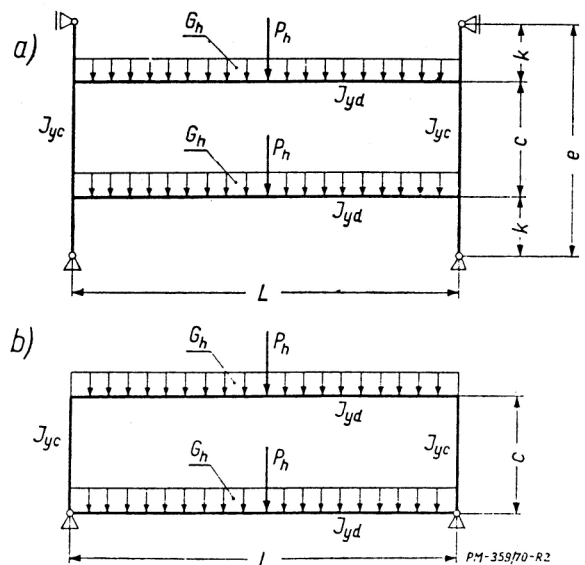 a)
G_h
P_h
J_yd
J_yc
J_yc
G_h
P_h
J_yd
k
c
k
e
L
b)
G_h
P_h
J_yd
J_yc
J_yc
G_h
P_h
J_yd
C
L
PM-359/70-R2